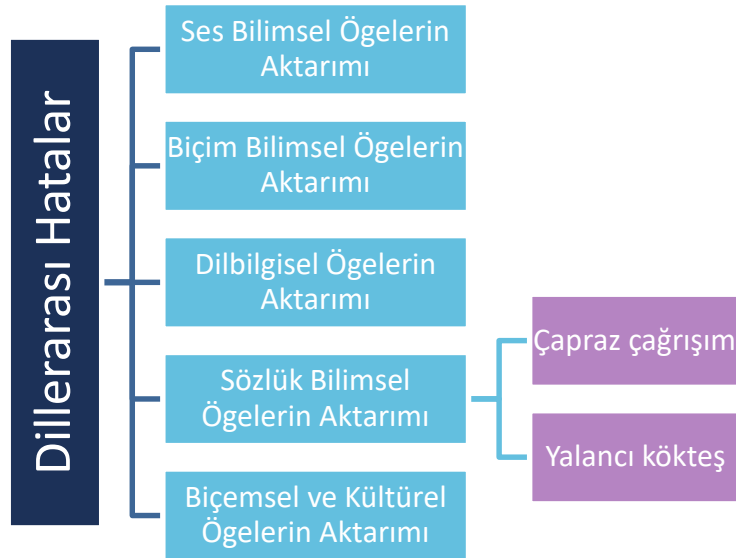 Dillerarası Hatalar
Ses Bilimsel Ögelerin
Aktarımı
Biçim Bilimsel Ögelerin
Aktarımı
Dilbilgisel Ögelerin
Aktarımı
Sözlük Bilimsel
Ögelerin Aktarımı
Biçemsel ve Kültürel
Ögelerin Aktarımı
Çapraz çağrışım
Yalancı kökteş